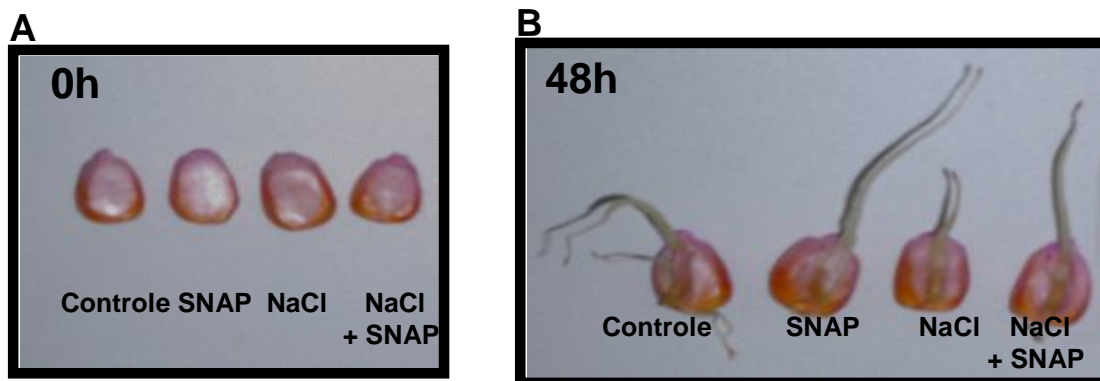 A
0h
Controle SNAP NaCl NaCl
+ SNAP
B
48h
Controle SNAP NaCl NaCl
+ SNAP